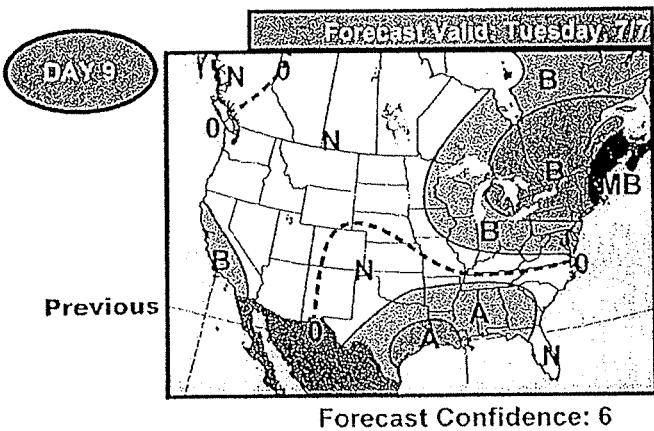 Forecast Valid: Tuesday, 7/7
DAY 9
N
0
B
0
N
B
MB
B
B
0
N
Previous
0
A
A
N
Forecast Confidence: 6